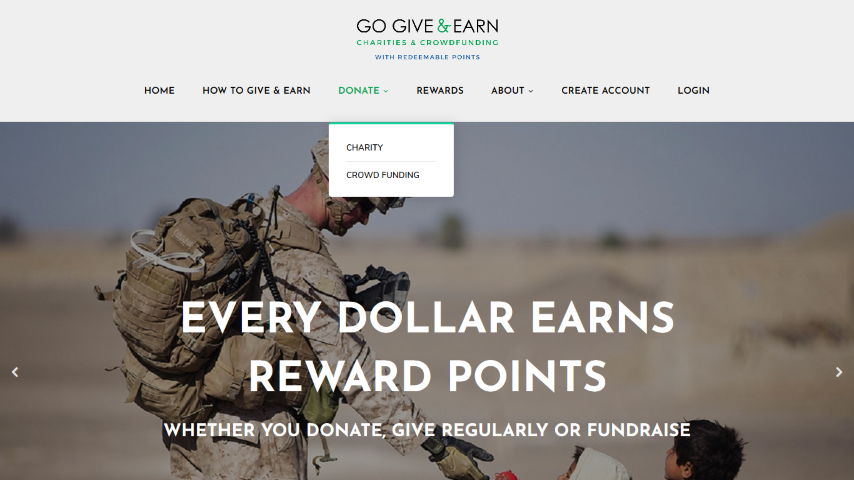 GO GIVE & EARN
CHARITIES & CROWDFUNDING
WITH REDEEMABLE POINTS
HOME HOW TO GIVE & EARN DONATE REWARDS ABOUT CREATE ACCOUNT LOGIN
CHARITY
CROWD FUNDING
EVERY DOLLAR EARNS
REWARD POINTS
WHETHER YOU DONATE, GIVE REGULARLY OR FUNDRAISE